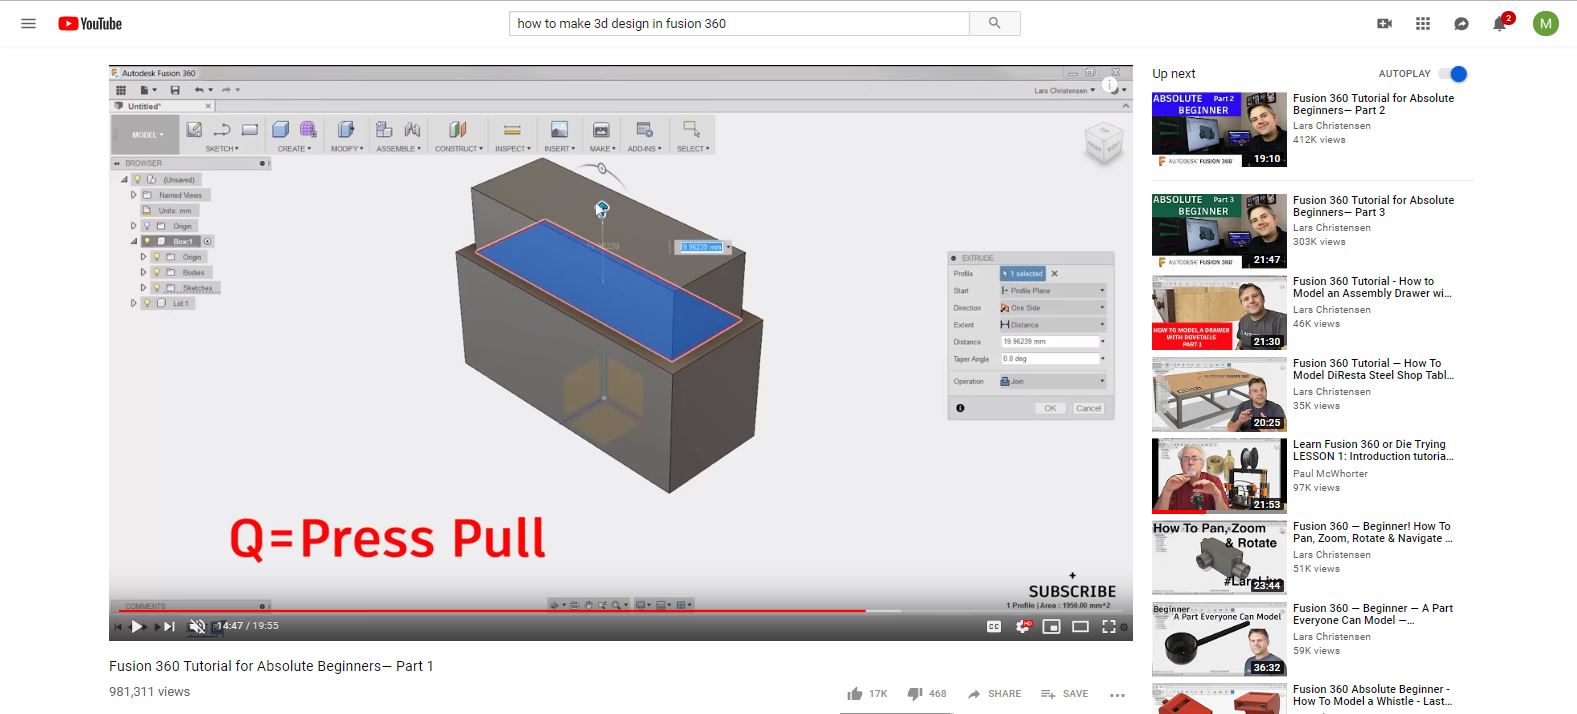 YouTube
how to make 3d design in fusion 360
2
M
Autodesk Fusion 360
Lars Christensen
Untitled*
MODEL
SKETCH
CREATE
MODIFY
ASSEMBLE
CONSTRUCT
INSPECT
INSERT
MAKE
ADD-INS
SELECT
BROWSER
(Unsaved)
Named Views
Units: mm
Origin
Box:1
Origin
Bodies
Sketches
Lid:1
19.96239 mm
EXTRUDE
Profile 1 selected
Start Profile Plane
Direction One Side
Extent Distance
Distance 19.96239 mm
Taper Angle 0.0 deg
Operation Join
OK Cancel
Q=Press Pull
SUBSCRIBE
1 Profile | Area : 1950.00 mm^2
COMMENTS
14:47 / 19:55
CC
HD
Fusion 360 Tutorial for Absolute Beginners— Part 1
981,311 views
17K
468
SHARE
SAVE
Up next
AUTOPLAY
ABSOLUTE Part 2
BEGINNER
AUTODESK FUSION 360
19:10
Fusion 360 Tutorial for Absolute
Beginners— Part 2
Lars Christensen
412K views
ABSOLUTE Part 3
BEGINNER
AUTODESK FUSION 360
21:47
Fusion 360 Tutorial for Absolute
Beginners— Part 3
Lars Christensen
303K views
HOW TO MODEL A DRAWER
WITH DOVETAILS
PART 1
21:30
Fusion 360 Tutorial - How to
Model an Assembly Drawer wi...
Lars Christensen
46K views
AUTODESK FUSION 360
20:25
Fusion 360 Tutorial — How To
Model DiResta Steel Shop Tabl...
Lars Christensen
35K views
21:53
Learn Fusion 360 or Die Trying
LESSON 1: Introduction tutoria...
Paul McWhorter
97K views
How To Pan, Zoom
& Rotate
#LarsLive
23:44
Fusion 360 — Beginner! How To
Pan, Zoom, Rotate & Navigate ...
Lars Christensen
51K views
Beginner
A Part Everyone Can Model
36:32
Fusion 360 — Beginner — A Part
Everyone Can Model —...
Lars Christensen
59K views
Fusion 360 Absolute Beginner -
How To Model a Whistle - Last...